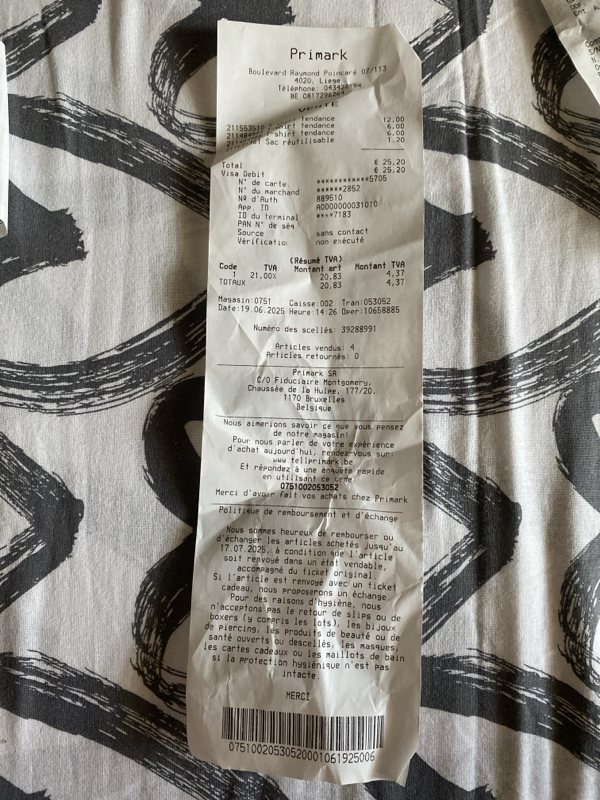 Primark
Boulevard Raymond Poincaré 07/113
4020, Liege
Téléphone:
BE
VENTE
tendance 12,00
shirt tendance 6,00
-shirt tendance 6,00
Sac réutilisable 1,20
Total € 25,20
Visa Debit € 25,20
N° de carte. ************5705
N° du marchand ******2852
Nº d'Auth 889510
App. ID A0000000031010
ID du terminal ****7183
PAN N° de séq
Source sans contact
Vérificatio non exécuté
(Résumé TVA)
Code TVA Montant art Montant TVA
1 21,00% 20,83 4,37
TOTAUX 20,83 4,37
Magasin:0751 Caisse:002 Tran:053052
Date:19.06.2025 Heure:14:26 Oper:10658885
Numéro des scellés: 39288991
Articles vendus: 4
Articles retournés: 0
Primark SA
C/O Fiduciaire Montgomery,
Chaussée de la Hulpe, 177/20,
1170 Bruxelles
Belgique
Nous aimerions savoir ce que vous pensez
de notre magasin!
Pour nous parler de votre expérience
d'achat aujourd'hui, rendez-vous sur:
www.tellprimark.be
Et répondez à une enquête rapide
en utilisant ce code
0751002053052
Merci d'avoir fait vos achats chez Primark
Politique de remboursement et d'échange
Nous sommes heureux de rembourser ou
d'échanger les articles achetés jusqu'au
17.07.2025, à condition que l'article
soit renvoyé dans un état vendable,
accompagné du ticket original.
Si l'article est renvoyé avec un ticket
cadeau, nous proposerons un échange.
Pour des raisons d'hygiène, nous
n'acceptons pas le retour de slips ou de
boxers (y compris les lots), les bijoux
de piercing, les produits de beauté ou de
santé ouverts ou descellés, les masques,
les cartes cadeaux ou les maillots de bain
si la protection hygiénique n'est pas
intacte.
MERCI
07510020530520001061925006